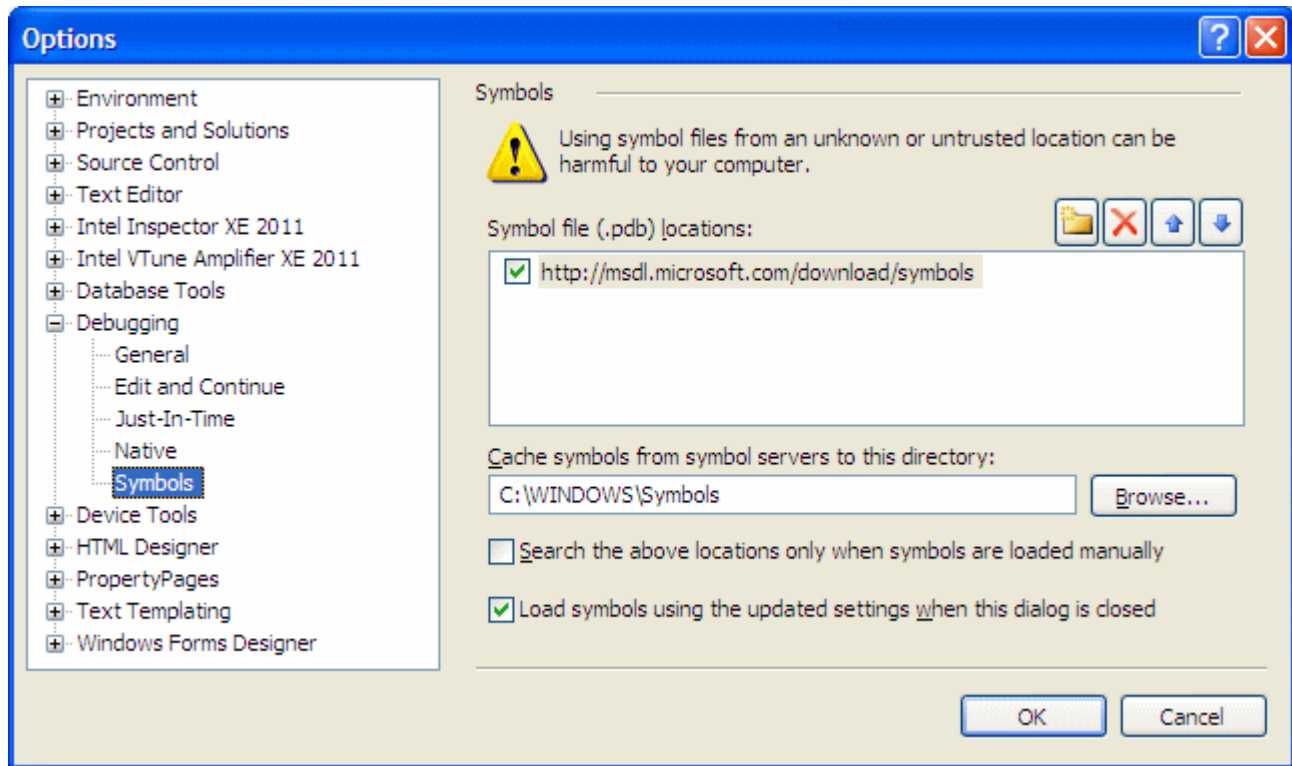 Options
Environment
Projects and Solutions
Source Control
Text Editor
Intel Inspector XE 2011
Intel VTune Amplifier XE 2011
Database Tools
Debugging
General
Edit and Continue
Just-In-Time
Native
Symbols
Device Tools
HTML Designer
PropertyPages
Text Templating
Windows Forms Designer
Symbols
Using symbol files from an unknown or untrusted location can be
harmful to your computer.
Symbol file (.pdb) locations:
http://msdl.microsoft.com/download/symbols
Cache symbols from symbol servers to this directory:
C:\WINDOWS\Symbols
Browse...
Search the above locations only when symbols are loaded manually
Load symbols using the updated settings when this dialog is closed
OK
Cancel